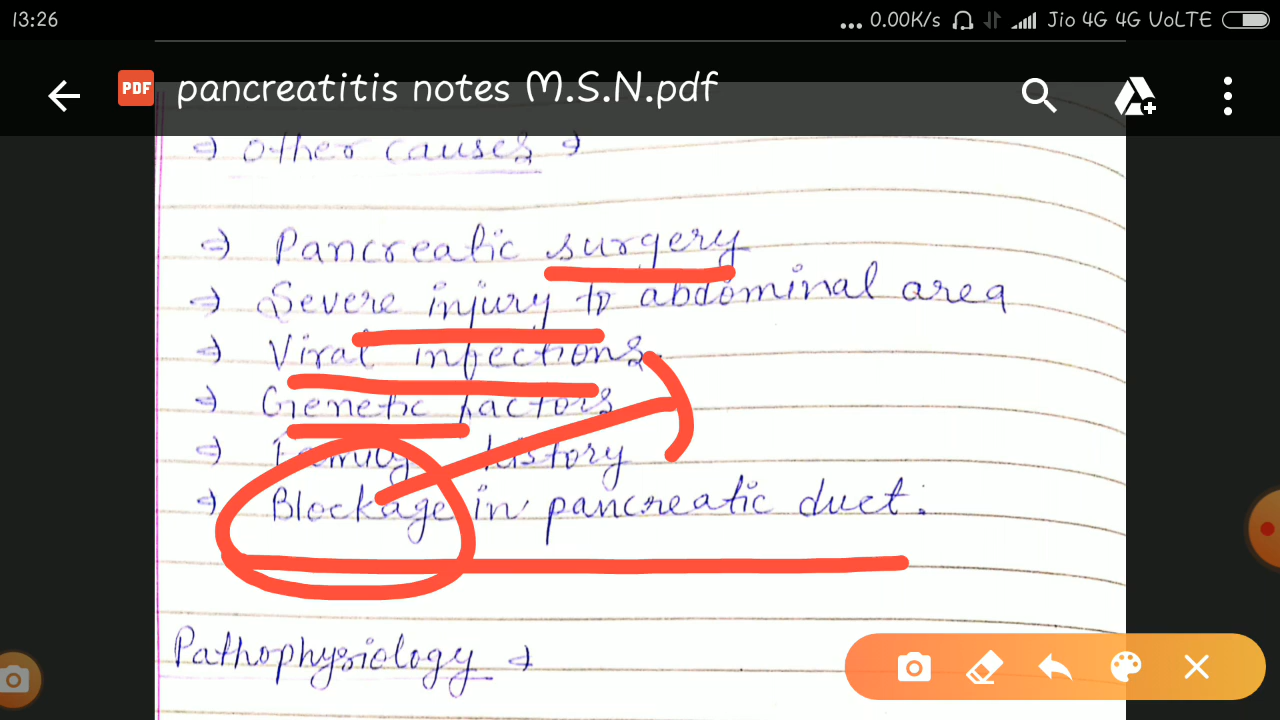 13:26 ... 0.00K/s Jio 4G 4G VoLTE
PDF pancreatitis notes M.S.N.pdf
⇒ Other causes →
⇒ Pancreatic surgery
⇒ Severe injury to abdominal area
⇒ Viral infections.
⇒ Genetic factors
⇒ Family history
⇒ Blockage in pancreatic duct.
Pathophysiology →